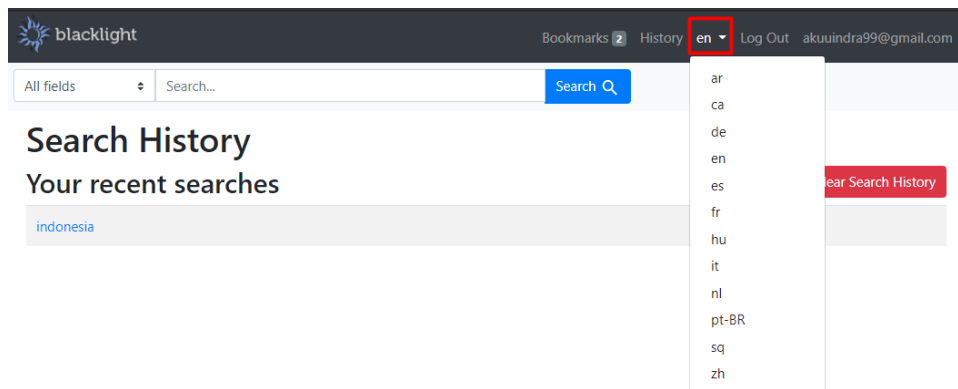 blacklight
Bookmarks 2 History en Log Out akuuindra99@gmail.com
All fields Search... Search
Search History
Your recent searches
lear Search History
indonesia
ar
ca
de
en
es
fr
hu
it
nl
pt-BR
sq
zh